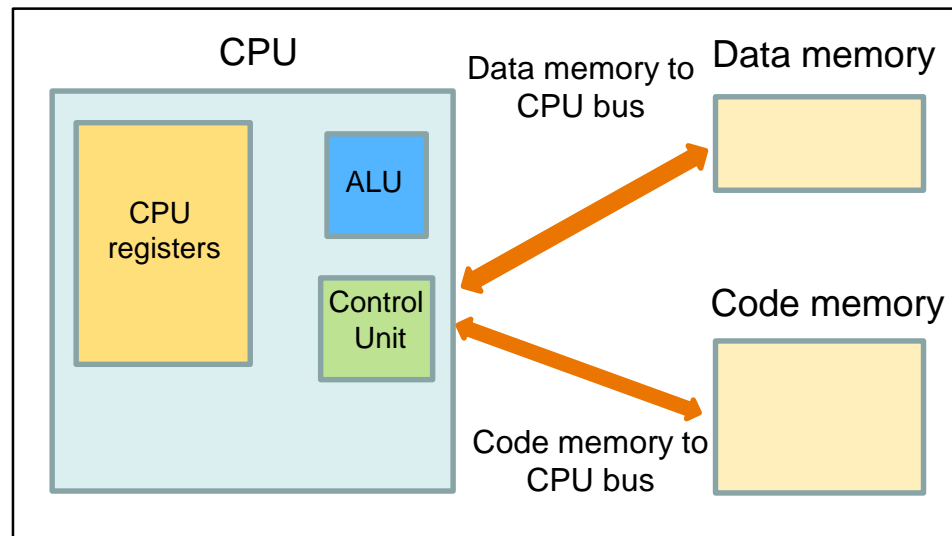 CPU
Data memory to
CPU bus
Data memory
CPU
registers
ALU
Control
Unit
Code memory
Code memory to
CPU bus